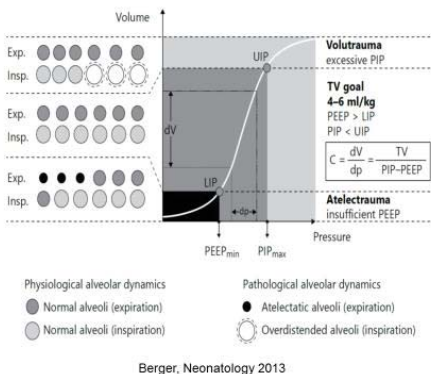 Volume
Exp.
Insp.
Exp.
Insp.
Exp.
Insp.
UIP
dV
LIP
dp
PEEPmin
PIPmax
Pressure
Volutrauma
excessive PIP
TV goal
4–6 ml/kg
PEEP > LIP
PIP < UIP
C = dV/dp = TV/PIP–PEEP
Atelectrauma
insufficient PEEP
Physiological alveolar dynamics
Normal alveoli (expiration)
Normal alveoli (inspiration)
Pathological alveolar dynamics
Atelectatic alveoli (expiration)
Overdistended alveoli (inspiration)
Berger, Neonatology 2013